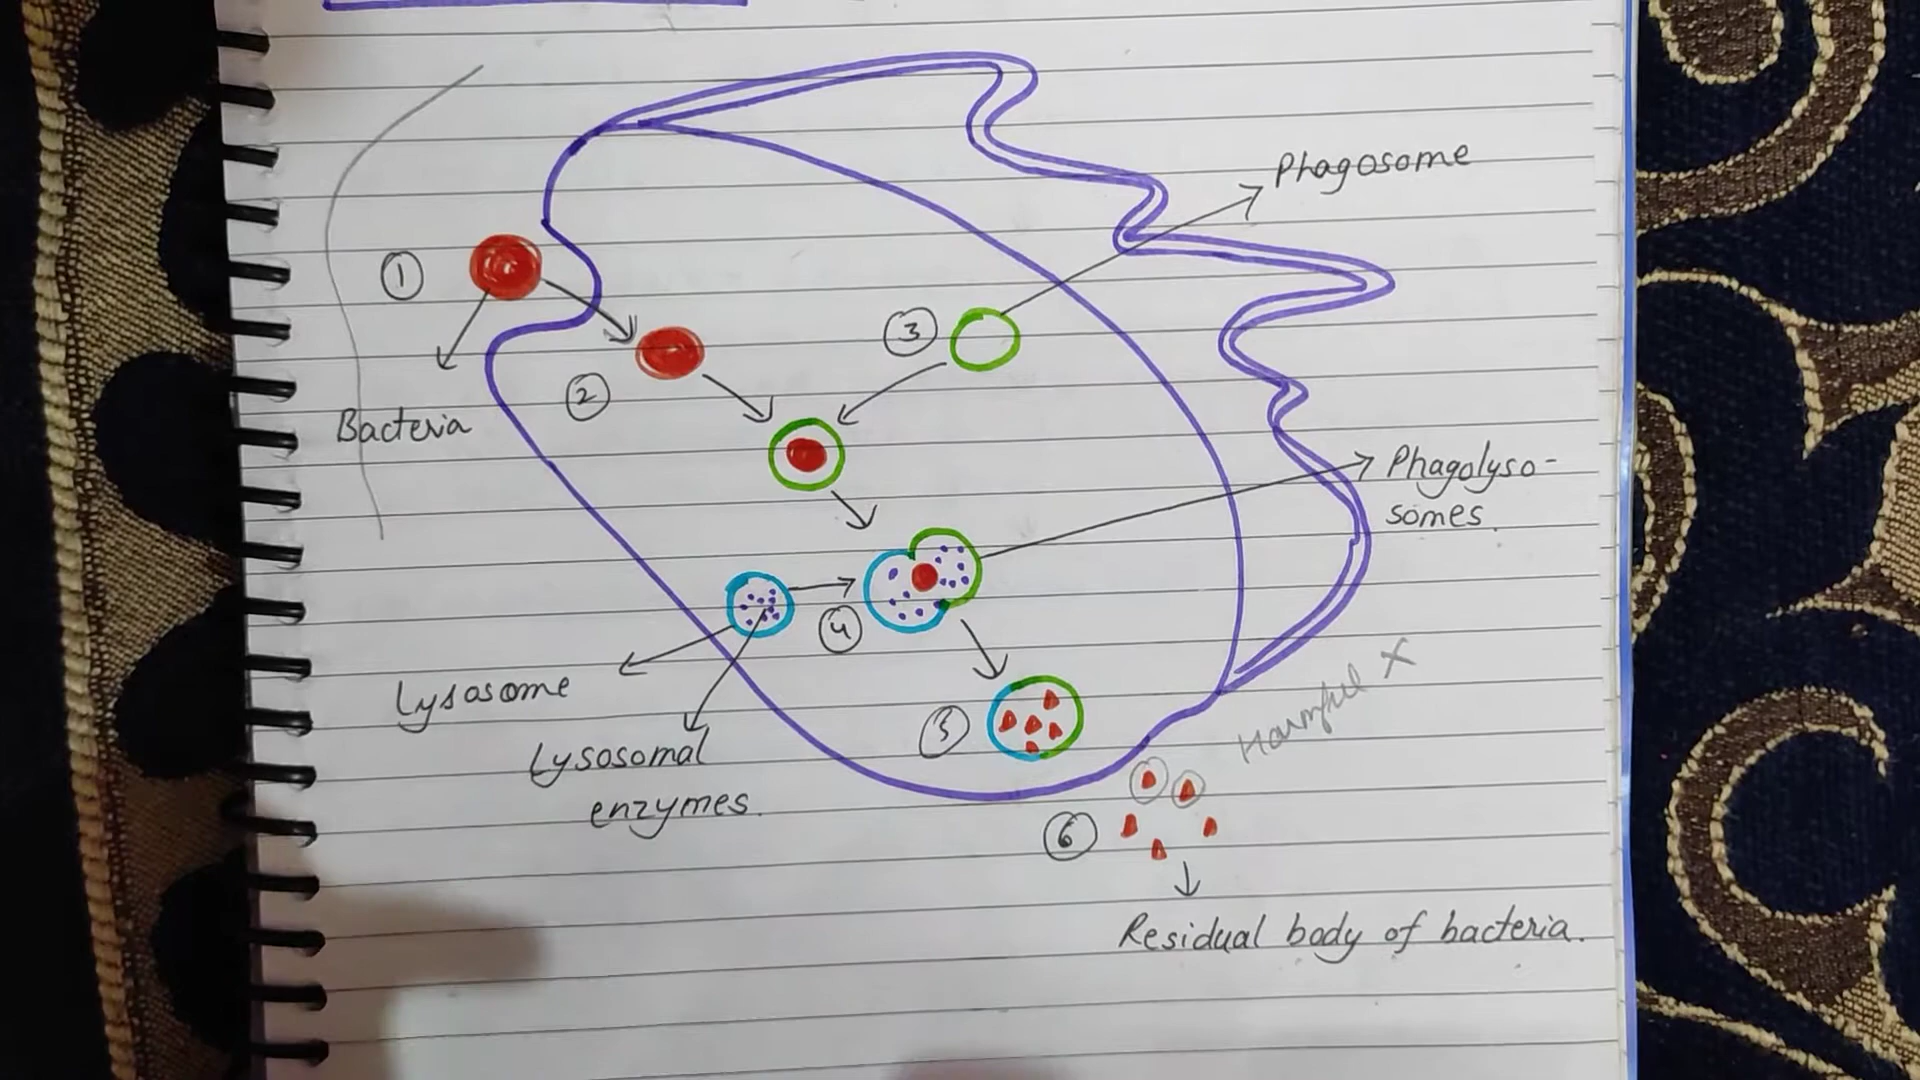 Phagosome
1
3
2
Bacteria
Phagolyso-
somes.
4
Lysosome
Harmful X
5
Lysosomal
enzymes.
6
Residual body of bacteria.